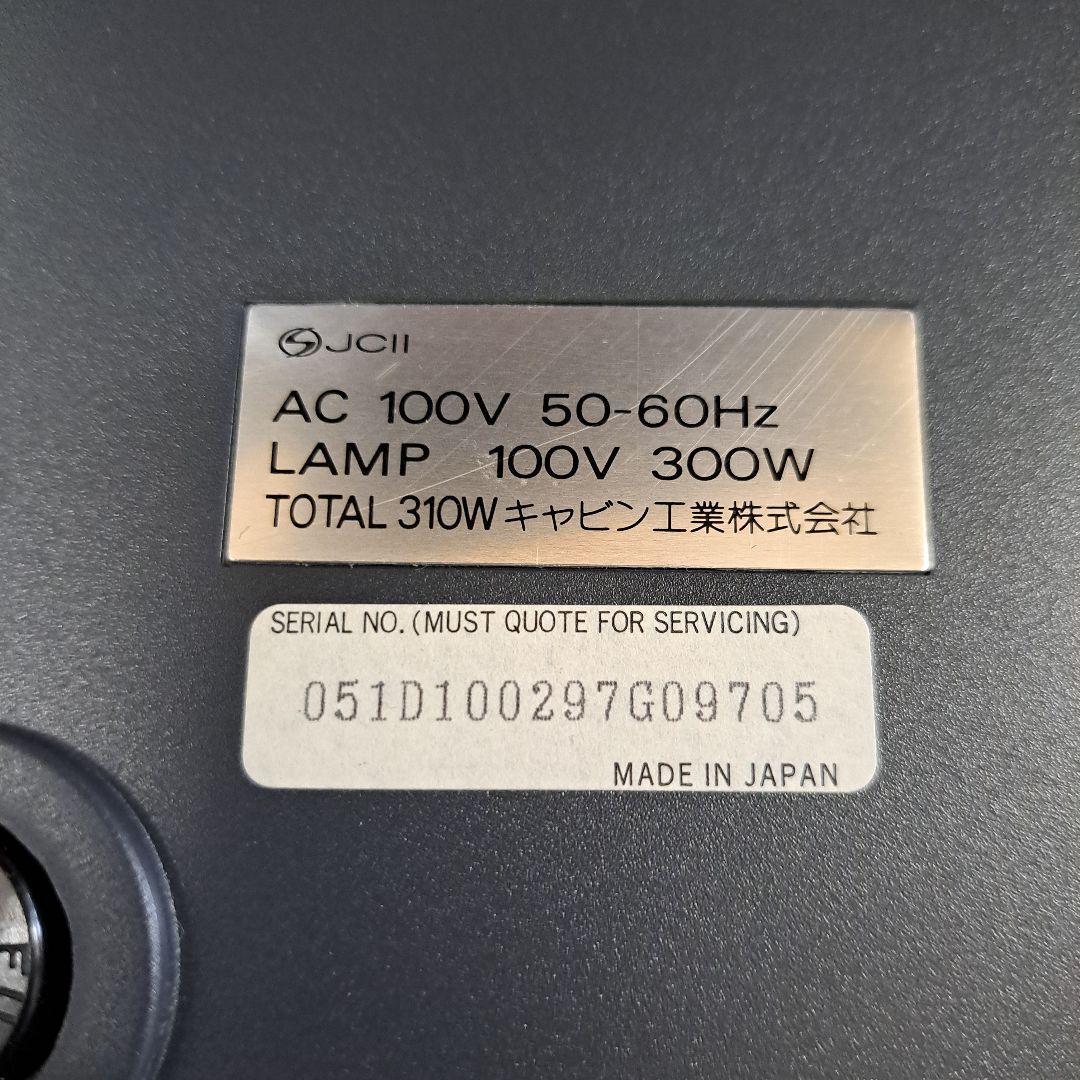 JCII
AC 100V 50-60Hz
LAMP 100V 300W
TOTAL 310W キャビン工業株式会社
SERIAL NO. (MUST QUOTE FOR SERVICING)
051D100297G09705
MADE IN JAPAN